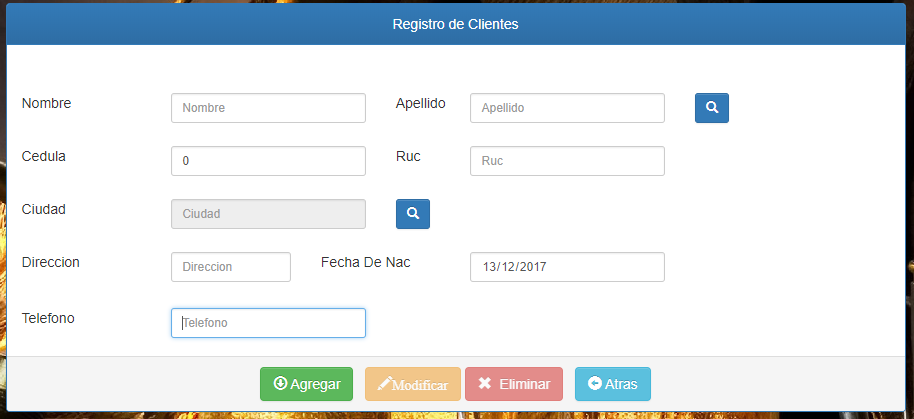 Registro de Clientes
Nombre Nombre Apellido Apellido
Cedula 0 Ruc Ruc
Ciudad Ciudad
Direccion Direccion Fecha De Nac 13/12/2017
Telefono Telefono
Agregar Modificar Eliminar Atras